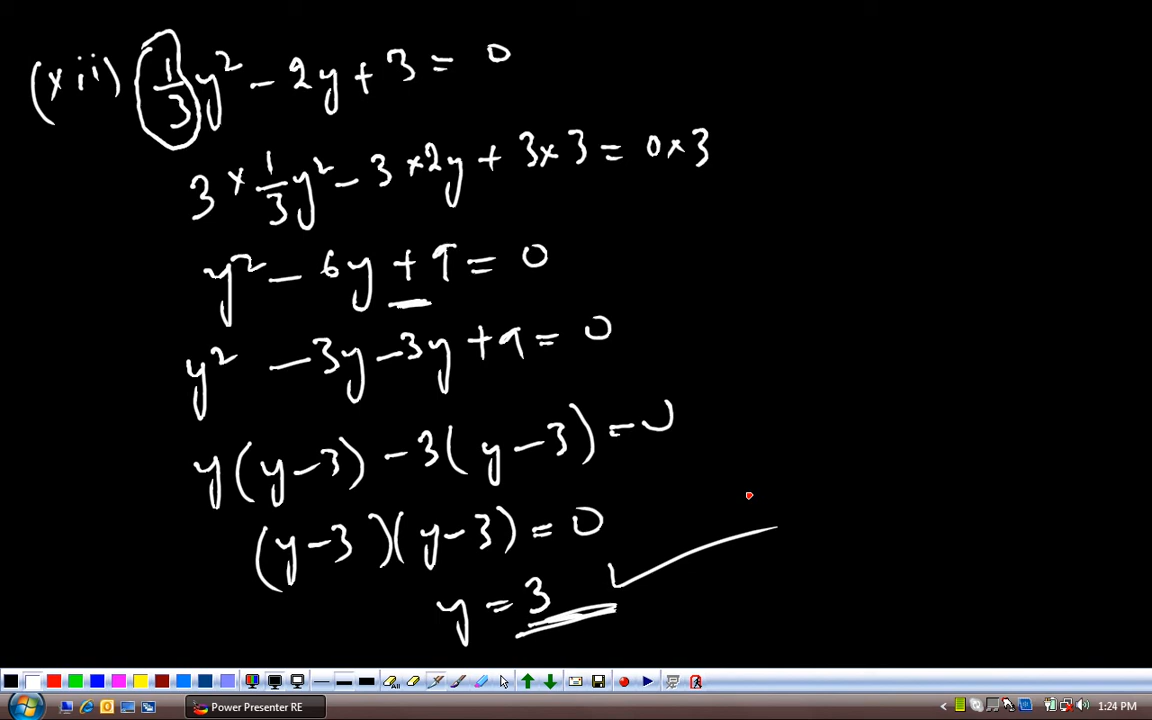 (xii) 1/3 y² - 2y + 3 = 0
3 × 1/3 y² - 3 × 2y + 3 × 3 = 0 × 3
y² - 6y + 9 = 0
y² - 3y - 3y + 9 = 0
y(y-3) - 3(y-3) = 0
(y-3)(y-3) = 0
y = 3
All
Power Presenter RE
1:24 PM